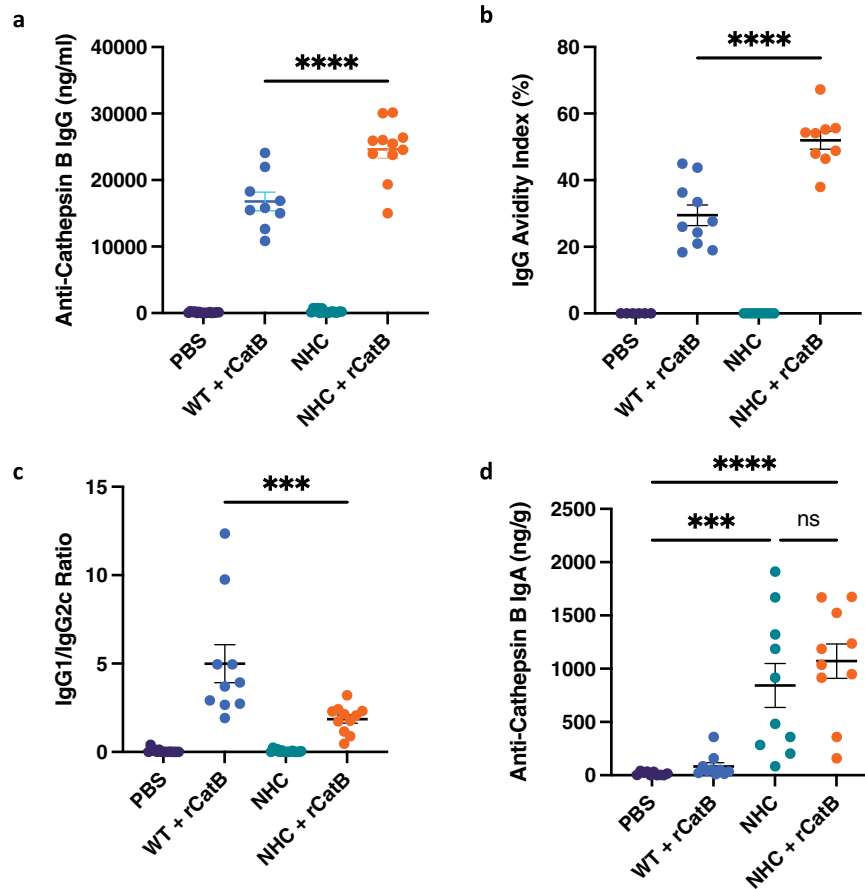 a
Anti-Cathepsin B IgG (ng/ml)
40000
30000
20000
10000
0
****
PBS
WT + rCatB
NHC
NHC + rCatB
b
IgG Avidity Index (%)
80
60
40
20
0
****
PBS
WT + rCatB
NHC
NHC + rCatB
c
IgG1/IgG2c Ratio
15
10
5
0
***
PBS
WT + rCatB
NHC
NHC + rCatB
d
Anti-Cathepsin B IgA (ng/g)
2500
2000
1500
1000
500
0
****
***
ns
PBS
WT + rCatB
NHC
NHC + rCatB